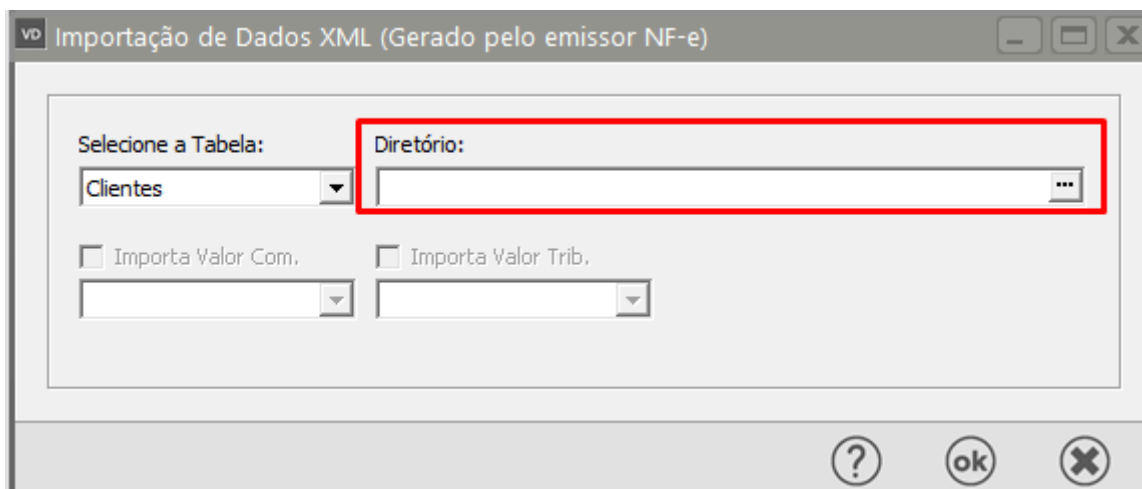 VD Importação de Dados XML (Gerado pelo emissor NF-e)
Selecione a Tabela: Diretório:
Clientes ...
Importa Valor Com. Importa Valor Trib.
? ok